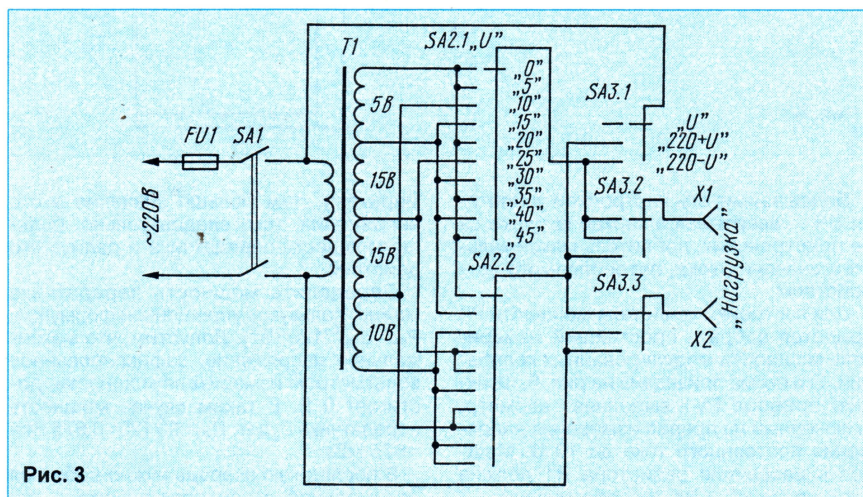 T1
SA2.1 „U"
„0"
„5"
„10"
„15"
„20"
„25"
„30"
„35"
„40"
„45"
SA2.2
5В
15В
15В
10В
FU1
SA1
~220 В
SA3.1
„U"
„220+U"
„220-U"
SA3.2
X1
SA3.3
X2
„Нагрузка"
Рис. 3